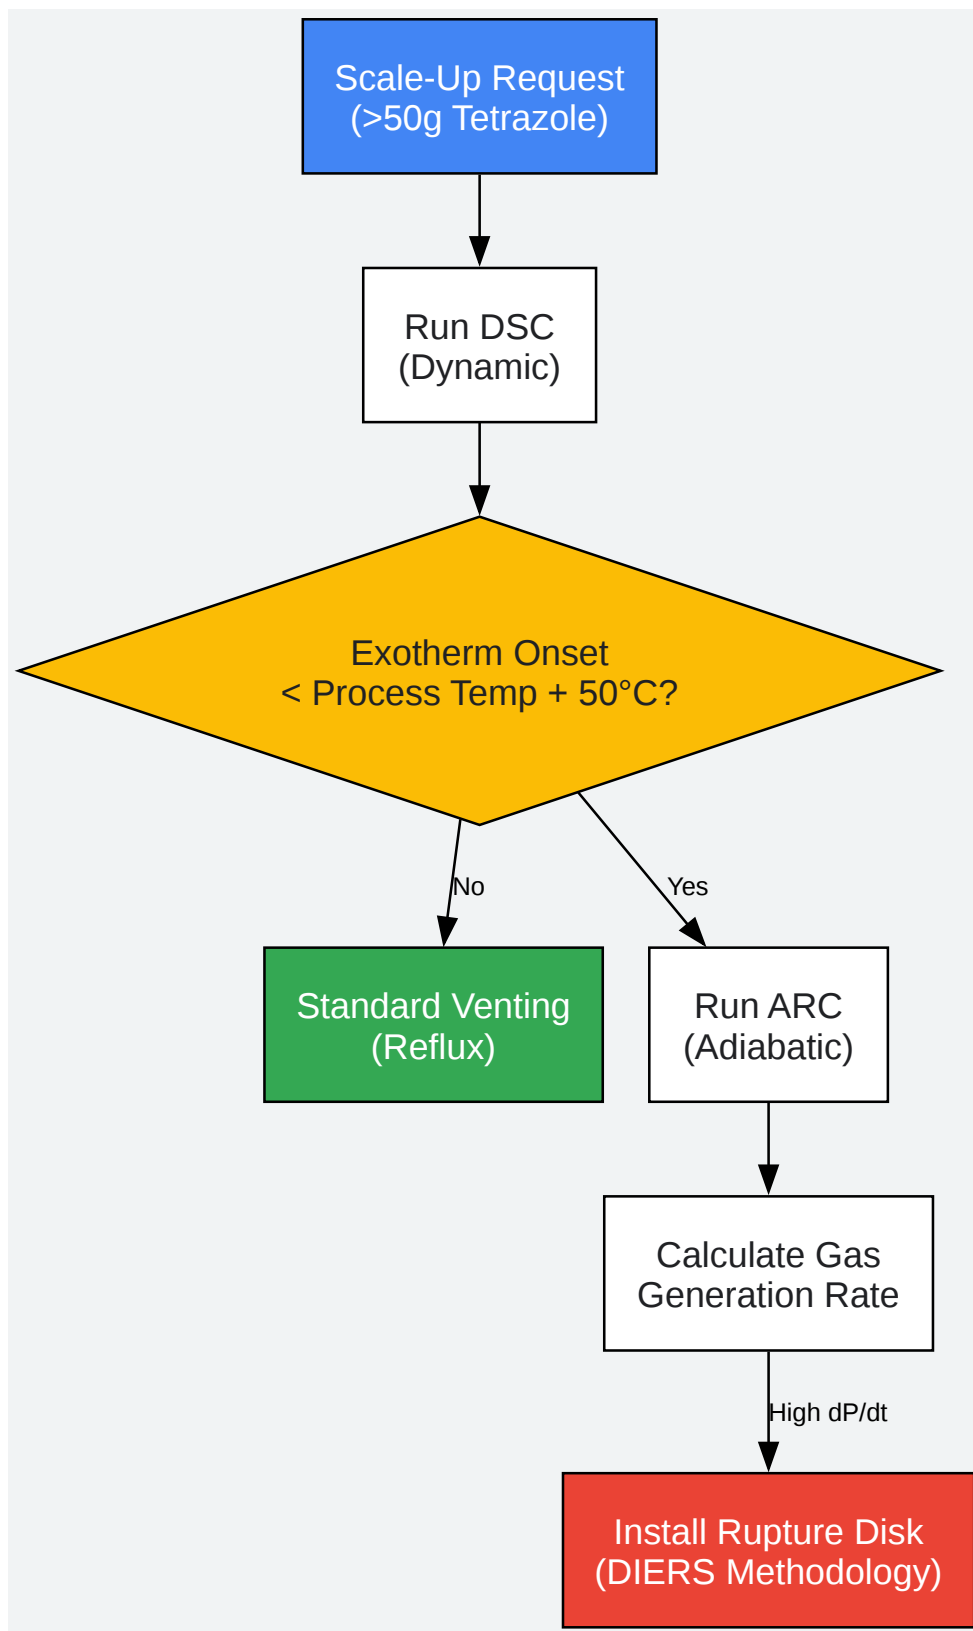 Scale-Up Request
(>50g Tetrazole)
Run DSC
(Dynamic)
Exotherm Onset
< Process Temp + 50°C?
No
Yes
Standard Venting
(Reflux)
Run ARC
(Adiabatic)
Calculate Gas
Generation Rate
High dP/dt
Install Rupture Disk
(DIERS Methodology)